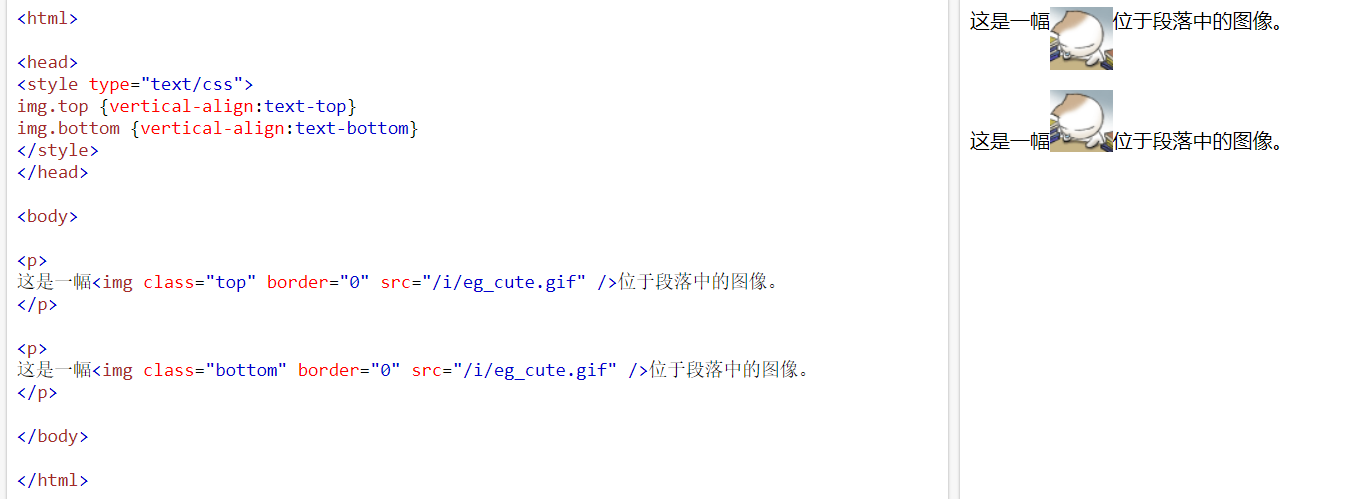 <html>
<head>
<style type="text/css">
img.top {vertical-align:text-top}
img.bottom {vertical-align:text-bottom}
</style>
</head>
<body>
<p>
这是一幅<img class="top" border="0" src="/i/eg_cute.gif" />位于段落中的图像。
</p>
<p>
这是一幅<img class="bottom" border="0" src="/i/eg_cute.gif" />位于段落中的图像。
</p>
</body>
</html>
这是一幅位于段落中的图像。
这是一幅位于段落中的图像。